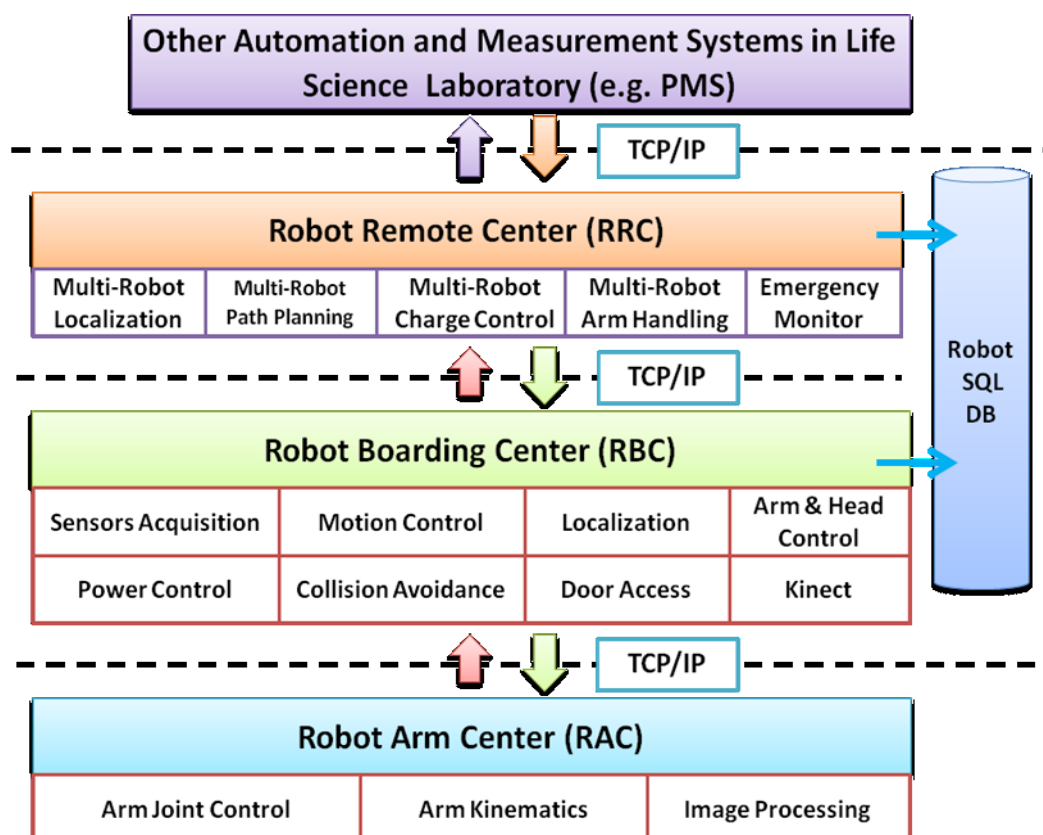 Other Automation and Measurement Systems in Life
Science Laboratory (e.g. PMS)
TCP/IP
Robot Remote Center (RRC)
Multi-Robot
Localization
Multi-Robot
Path Planning
Multi-Robot
Charge Control
Multi-Robot
Arm Handling
Emergency
Monitor
TCP/IP
Robot
SQL
DB
Robot Boarding Center (RBC)
Sensors Acquisition
Motion Control
Localization
Arm & Head
Control
Power Control
Collision Avoidance
Door Access
Kinect
TCP/IP
Robot Arm Center (RAC)
Arm Joint Control
Arm Kinematics
Image Processing